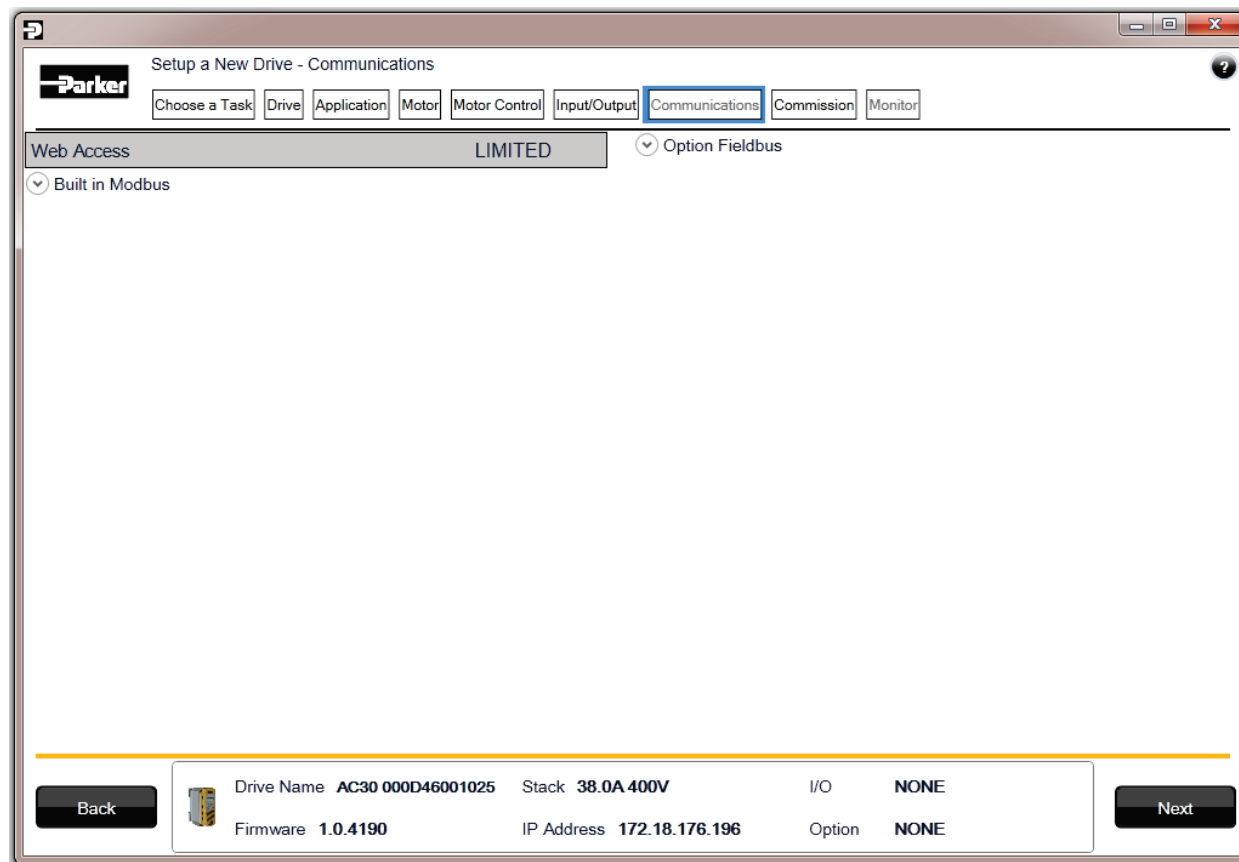 Setup a New Drive - Communications
?
Parker
Choose a Task Drive Application Motor Motor Control Input/Output Communications Commission Monitor
Web Access LIMITED
Option Fieldbus
Built in Modbus
Back
Drive Name AC30 000D46001025 Stack 38.0A 400V I/O NONE
Firmware 1.0.4190 IP Address 172.18.176.196 Option NONE
Next